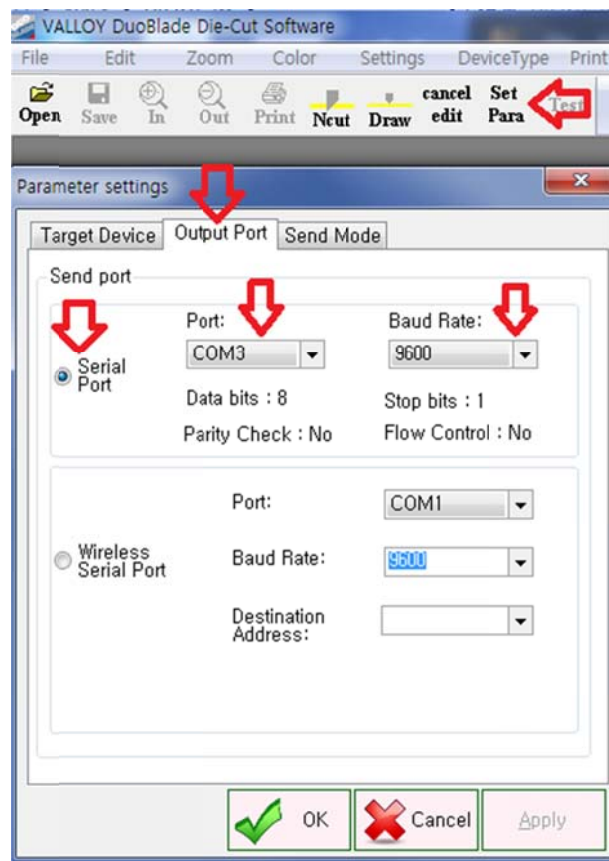 VALLOY DuoBlade Die-Cut Software
File Edit Zoom Color Settings DeviceType Print
Open Save In Out Print Ncut Draw cancel edit Set Para Test
Parameter settings
Target Device Output Port Send Mode
Send port
Port: Baud Rate:
Serial Port COM3 9600
Data bits : 8 Stop bits : 1
Parity Check : No Flow Control : No
Port: COM1
Wireless Serial Port Baud Rate: 9600
Destination Address:
OK Cancel Apply